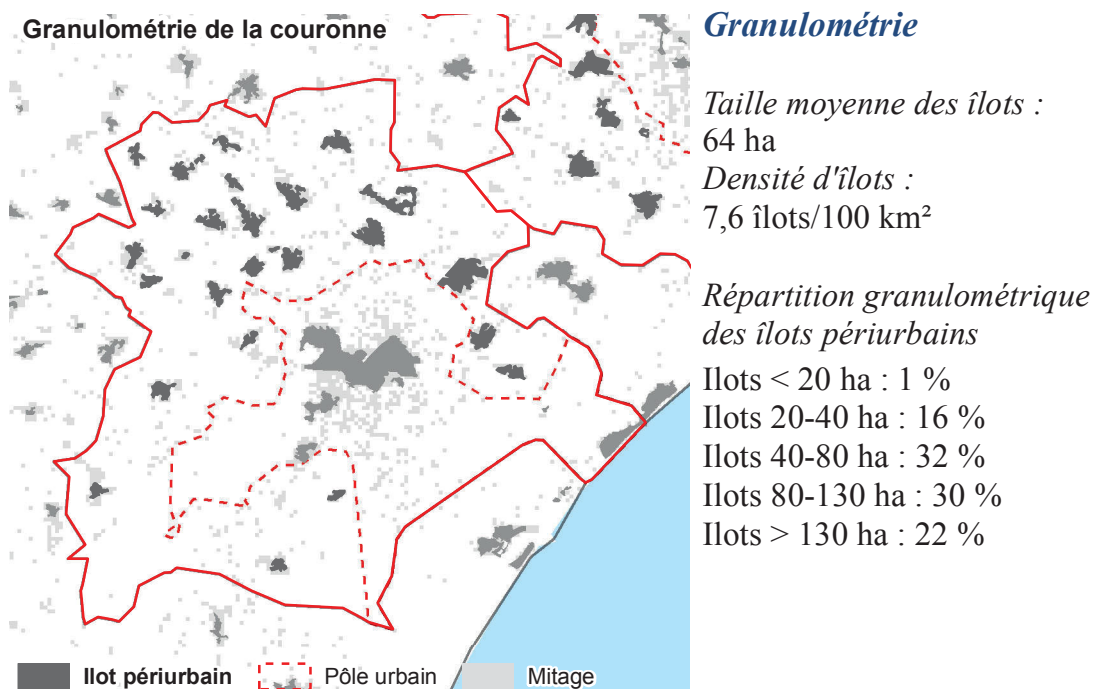 Granulométrie de la couronne
Ilot périurbain
Pôle urbain
Mitage
Granulométrie
Taille moyenne des îlots :
64 ha
Densité d'îlots :
7,6 îlots/100 km²
Répartition granulométrique
des îlots périurbains
Ilots < 20 ha : 1 %
Ilots 20-40 ha : 16 %
Ilots 40-80 ha : 32 %
Ilots 80-130 ha : 30 %
Ilots > 130 ha : 22 %